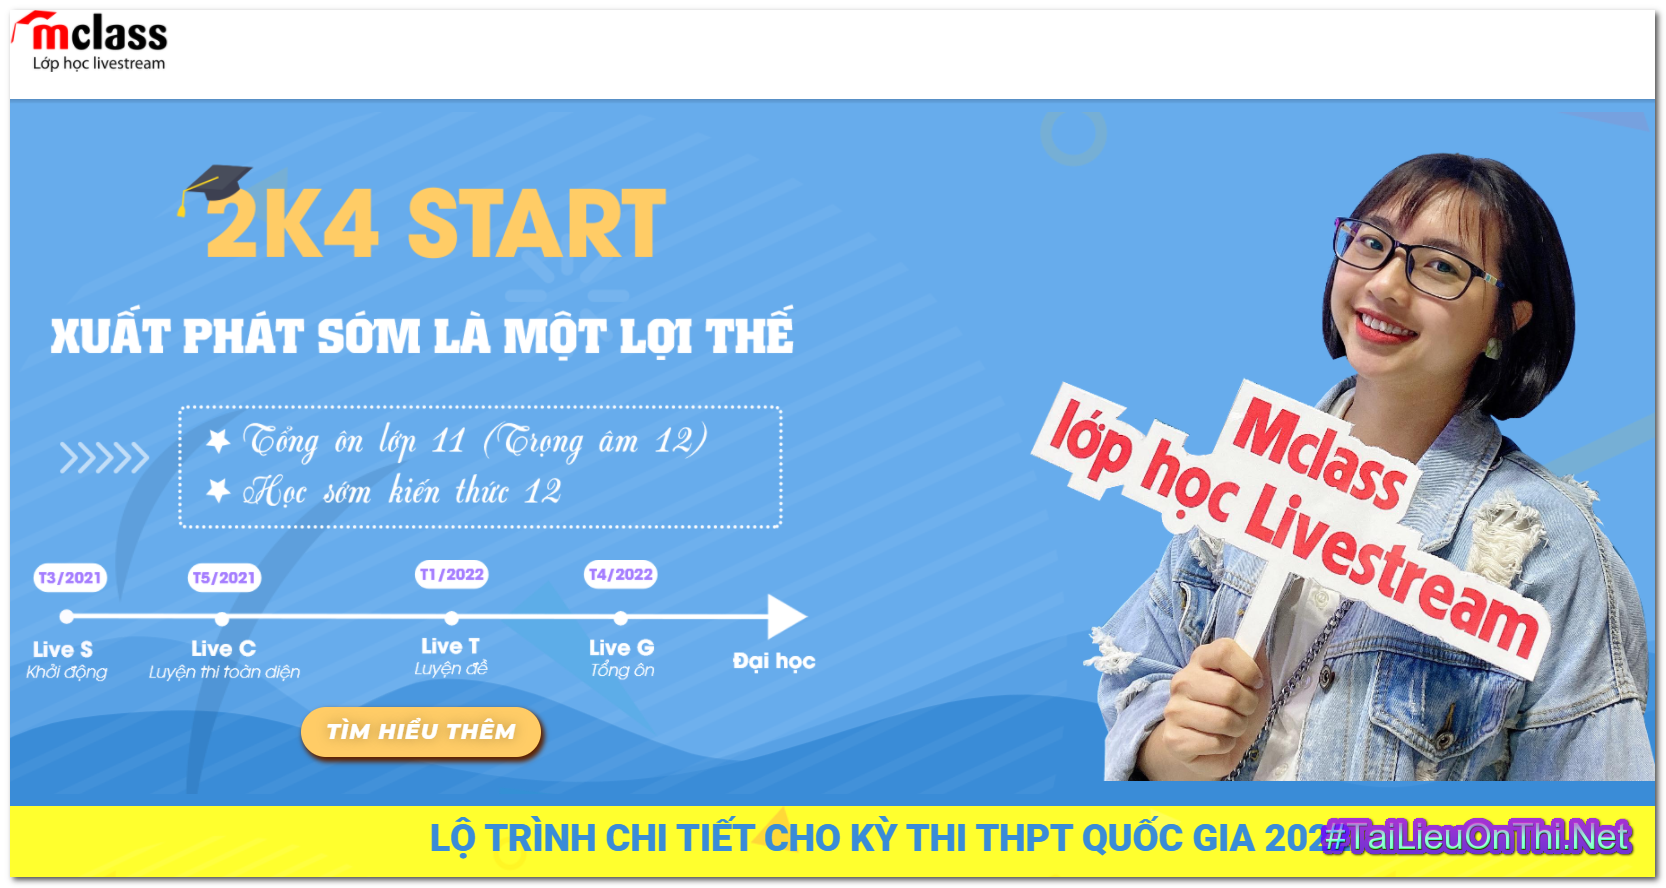 mclass
Lớp học livestream
2K4 START
XUẤT PHÁT SỚM LÀ MỘT LỢI THẾ
Tổng ôn lớp 11 (Trọng âm 12)
Học sớm kiến thức 12
T3/2021 T5/2021 T1/2022 T4/2022
Live S Live C Live T Live G Đại học
Khởi động Luyện thi toàn diện Luyện đề Tổng ôn
TÌM HIỂU THÊM
Mclass
lớp học Livestream
LỘ TRÌNH CHI TIẾT CHO KỲ THI THPT QUỐC GIA
#TaiLieuOnThi.Net